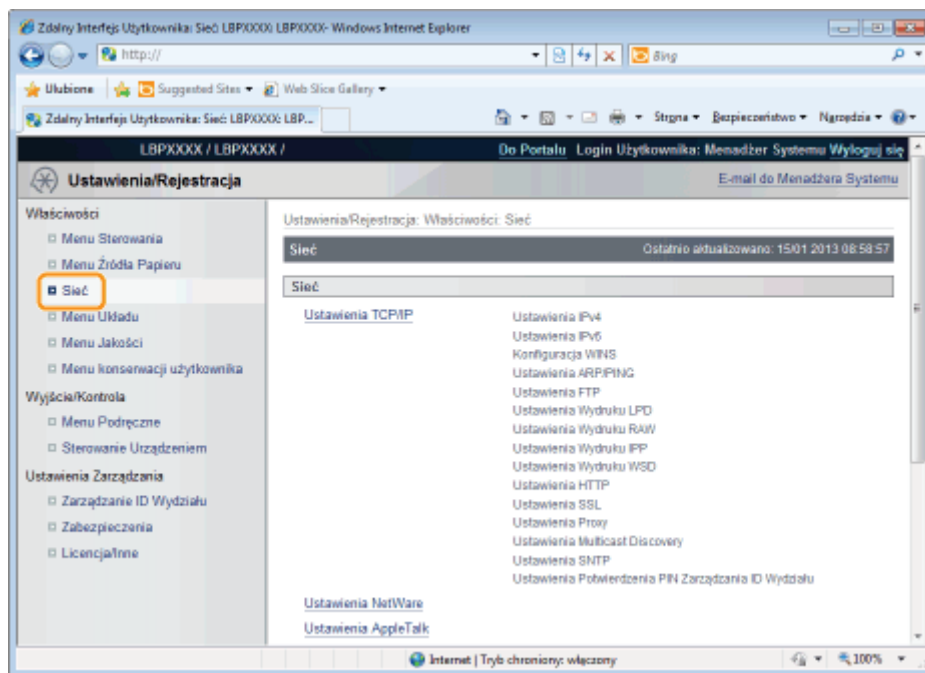 Zdalny Interfejs Użytkownika: Sieć: LBPXXXX: LBPXXXX- Windows Internet Explorer
http://
Bing
Ulubione Suggested Sites Web Slice Gallery
Zdalny Interfejs Użytkownika: Sieć: LBPXXXX: LBP... Strona Bezpieczeństwo Narzędzia
LBPXXXX / LBPXXXX / Do Portalu Login Użytkownika: Menadżer Systemu Wyloguj się
Ustawienia/Rejestracja E-mail do Menadżera Systemu
Właściwości
Menu Sterowania
Menu Źródła Papieru
Sieć
Menu Układu
Menu Jakości
Menu konserwacji użytkownika
Wyjście/Kontrola
Menu Podręczne
Sterowanie Urządzeniem
Ustawienia Zarządzania
Zarządzanie ID Wydziału
Zabezpieczenia
Licencja/Inne
Ustawienia/Rejestracja: Właściwości: Sieć
Sieć Ostatnio aktualizowano: 15/01 2013 08:58:57
Sieć
Ustawienia TCP/IP
Ustawienia IPv4
Ustawienia IPv6
Konfiguracja WINS
Ustawienia ARP/PING
Ustawienia FTP
Ustawienia Wydruku LPD
Ustawienia Wydruku RAW
Ustawienia Wydruku IPP
Ustawienia Wydruku WSD
Ustawienia HTTP
Ustawienia SSL
Ustawienia Proxy
Ustawienia Multicast Discovery
Ustawienia SNTP
Ustawienia Potwierdzenia PIN Zarządzania ID Wydziału
Ustawienia NetWare
Ustawienia AppleTalk
Internet | Tryb chroniony: włączony 100%